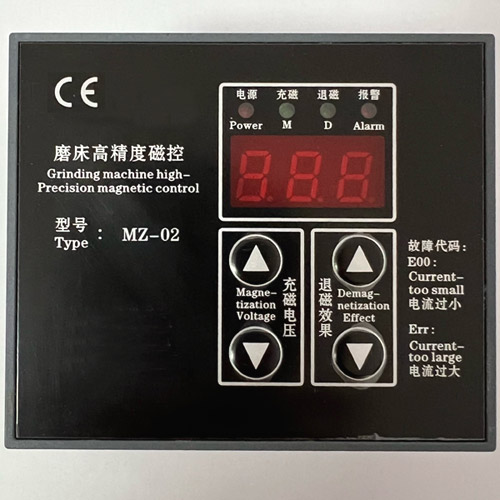 CE
电源 充磁 退磁 报警
Power M D Alarm
8.8.8.
磨床高精度磁控
Grinding machine high-
Precision magnetic control
型号
Type : MZ-02
Magne-
tization
Voltage
充磁电压
退磁效果
Demag-
netization
Effect
故障代码:
E00:
Current-
too small
电流过小
Err:
Current-
too large
电流过大